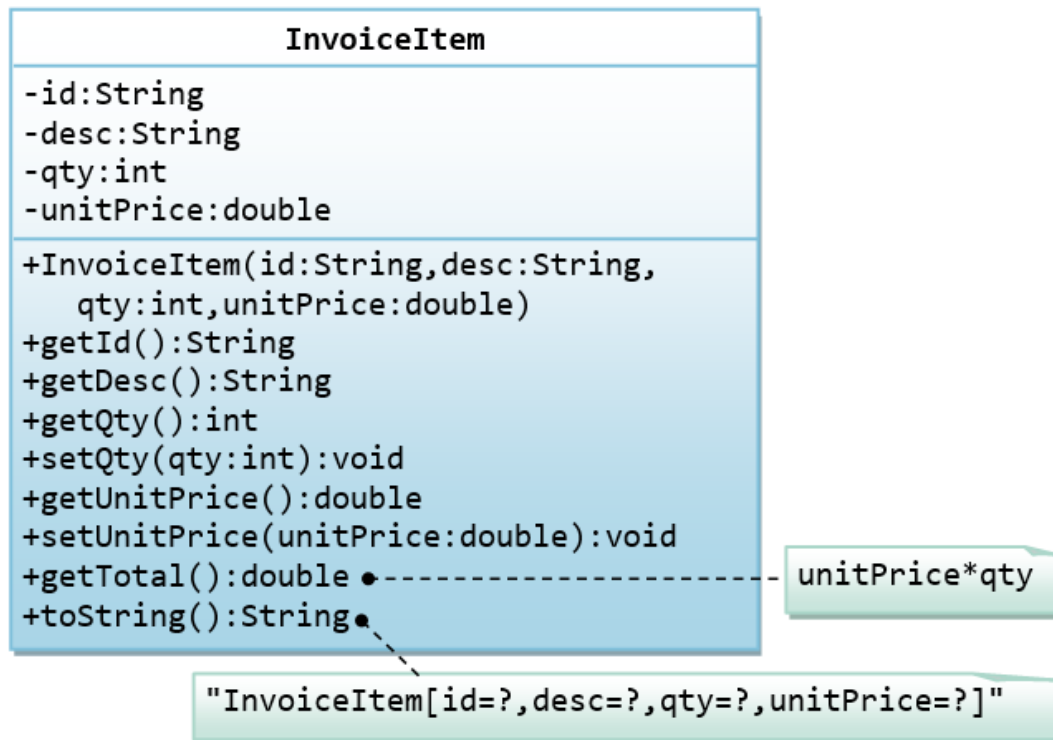 InvoiceItem
-id:String
-desc:String
-qty:int
-unitPrice:double
+InvoiceItem(id:String,desc:String,
qty:int,unitPrice:double)
+getId():String
+getDesc():String
+getQty():int
+setQty(qty:int):void
+getUnitPrice():double
+setUnitPrice(unitPrice:double):void
+getTotal():double
unitPrice*qty
+toString():String
"InvoiceItem[id=?,desc=?,qty=?,unitPrice=?]"